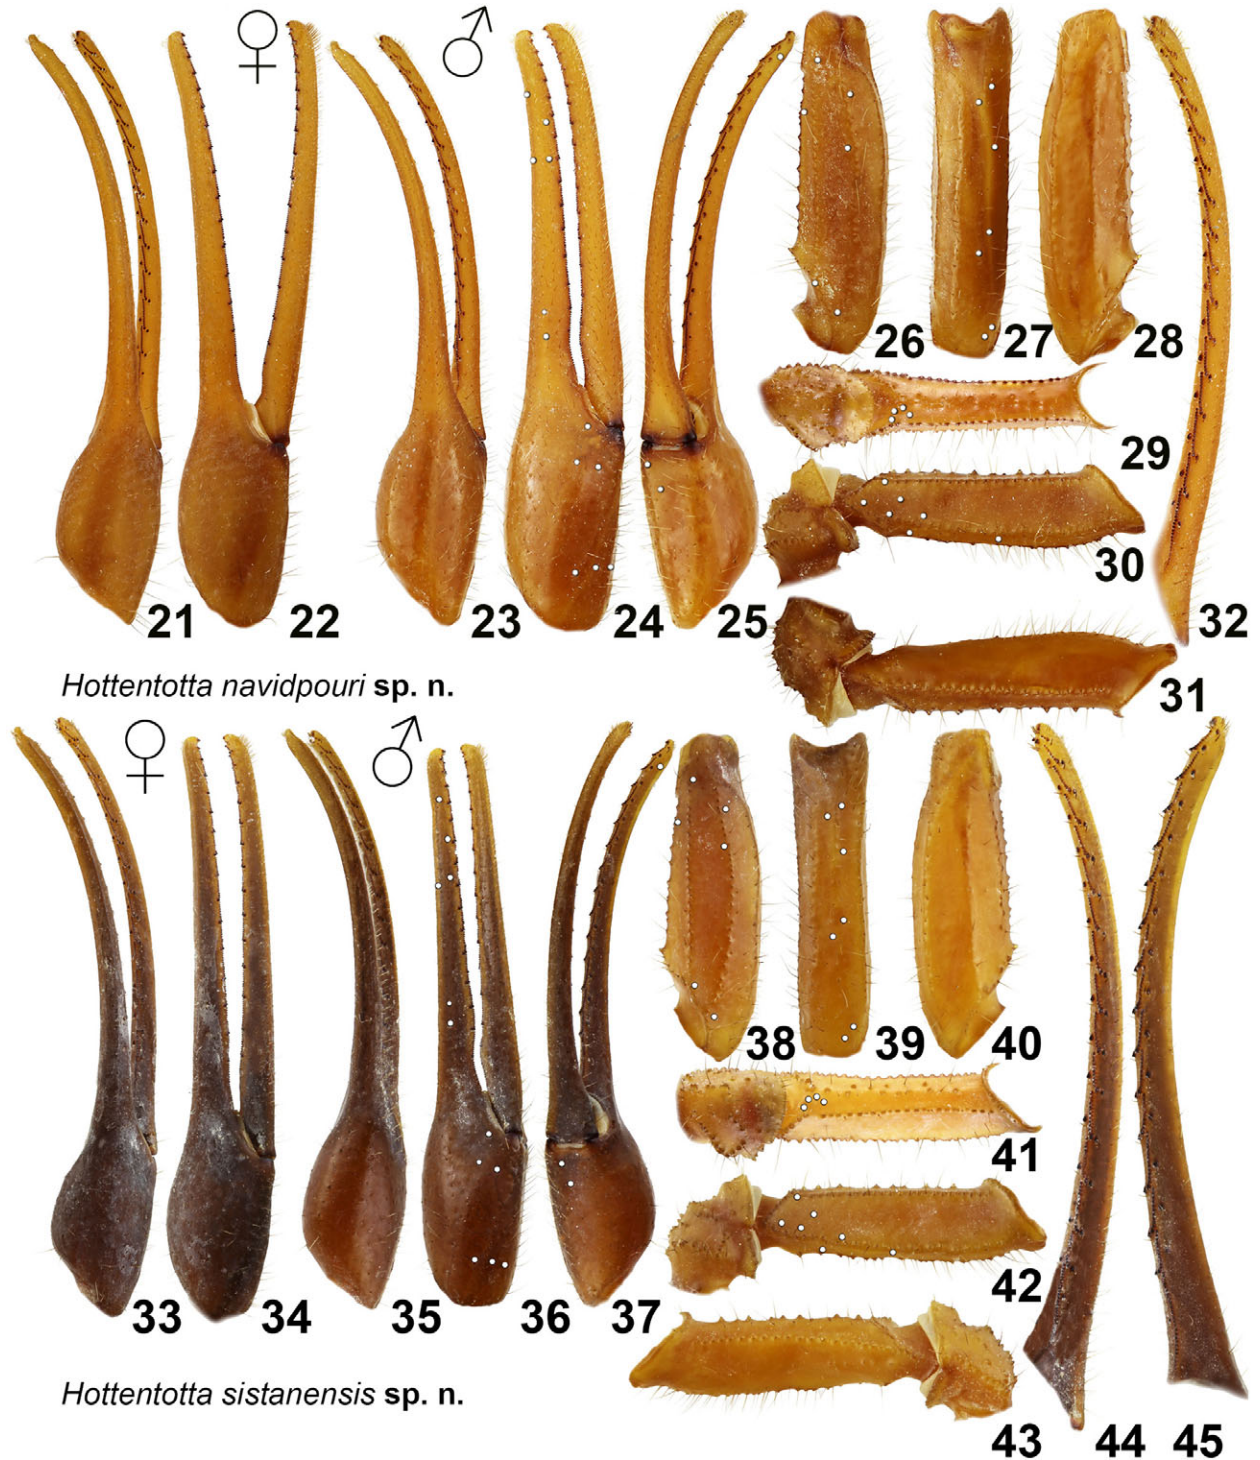 ♀ ♂
26 27 28
29
30
21 22 23 24 25 32
31
Hottentotta navidpouri sp. n.
♀ ♂
38 39 40
41
42
33 34 35 36 37
Hottentotta sistanensis sp. n.
43 44 45